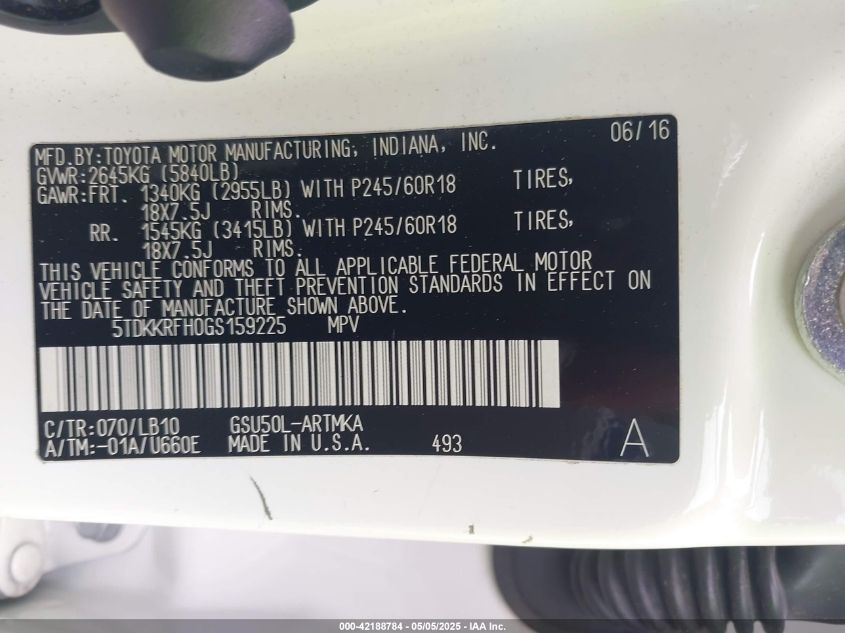 06/16
MFD.BY:TOYOTA MOTOR MANUFACTURING, INDIANA, INC.
GVWR:2645KG (5840LB)
GAWR:FRT. 1340KG (2955LB) WITH P245/60R18 TIRES,
18X7.5J RIMS.
RR. 1545KG (3415LB) WITH P245/60R18 TIRES,
18X7.5J RIMS.
THIS VEHICLE CONFORMS TO ALL APPLICABLE FEDERAL MOTOR
VEHICLE SAFETY AND THEFT PREVENTION STANDARDS IN EFFECT ON
THE DATE OF MANUFACTURE SHOWN ABOVE.
5TDKKRFH0GS159225 MPV
C/TR:070/LB10 GSU50L-ARTMKA
A/TM:-01A/U660E MADE IN U.S.A. 493 A
000-42188784 - 05/05/2025 - IAA Inc.